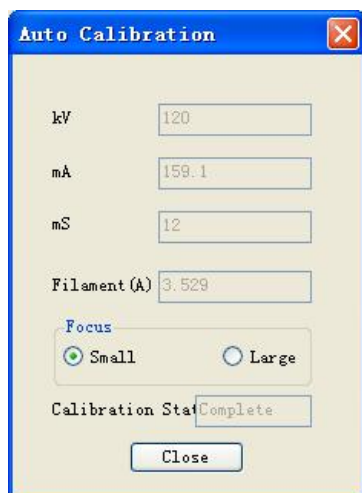 Auto Calibration
kV 120
mA 159.1
mS 12
Filament(A) 3.529
Focus
Small Large
Calibration Stat Complete
Close